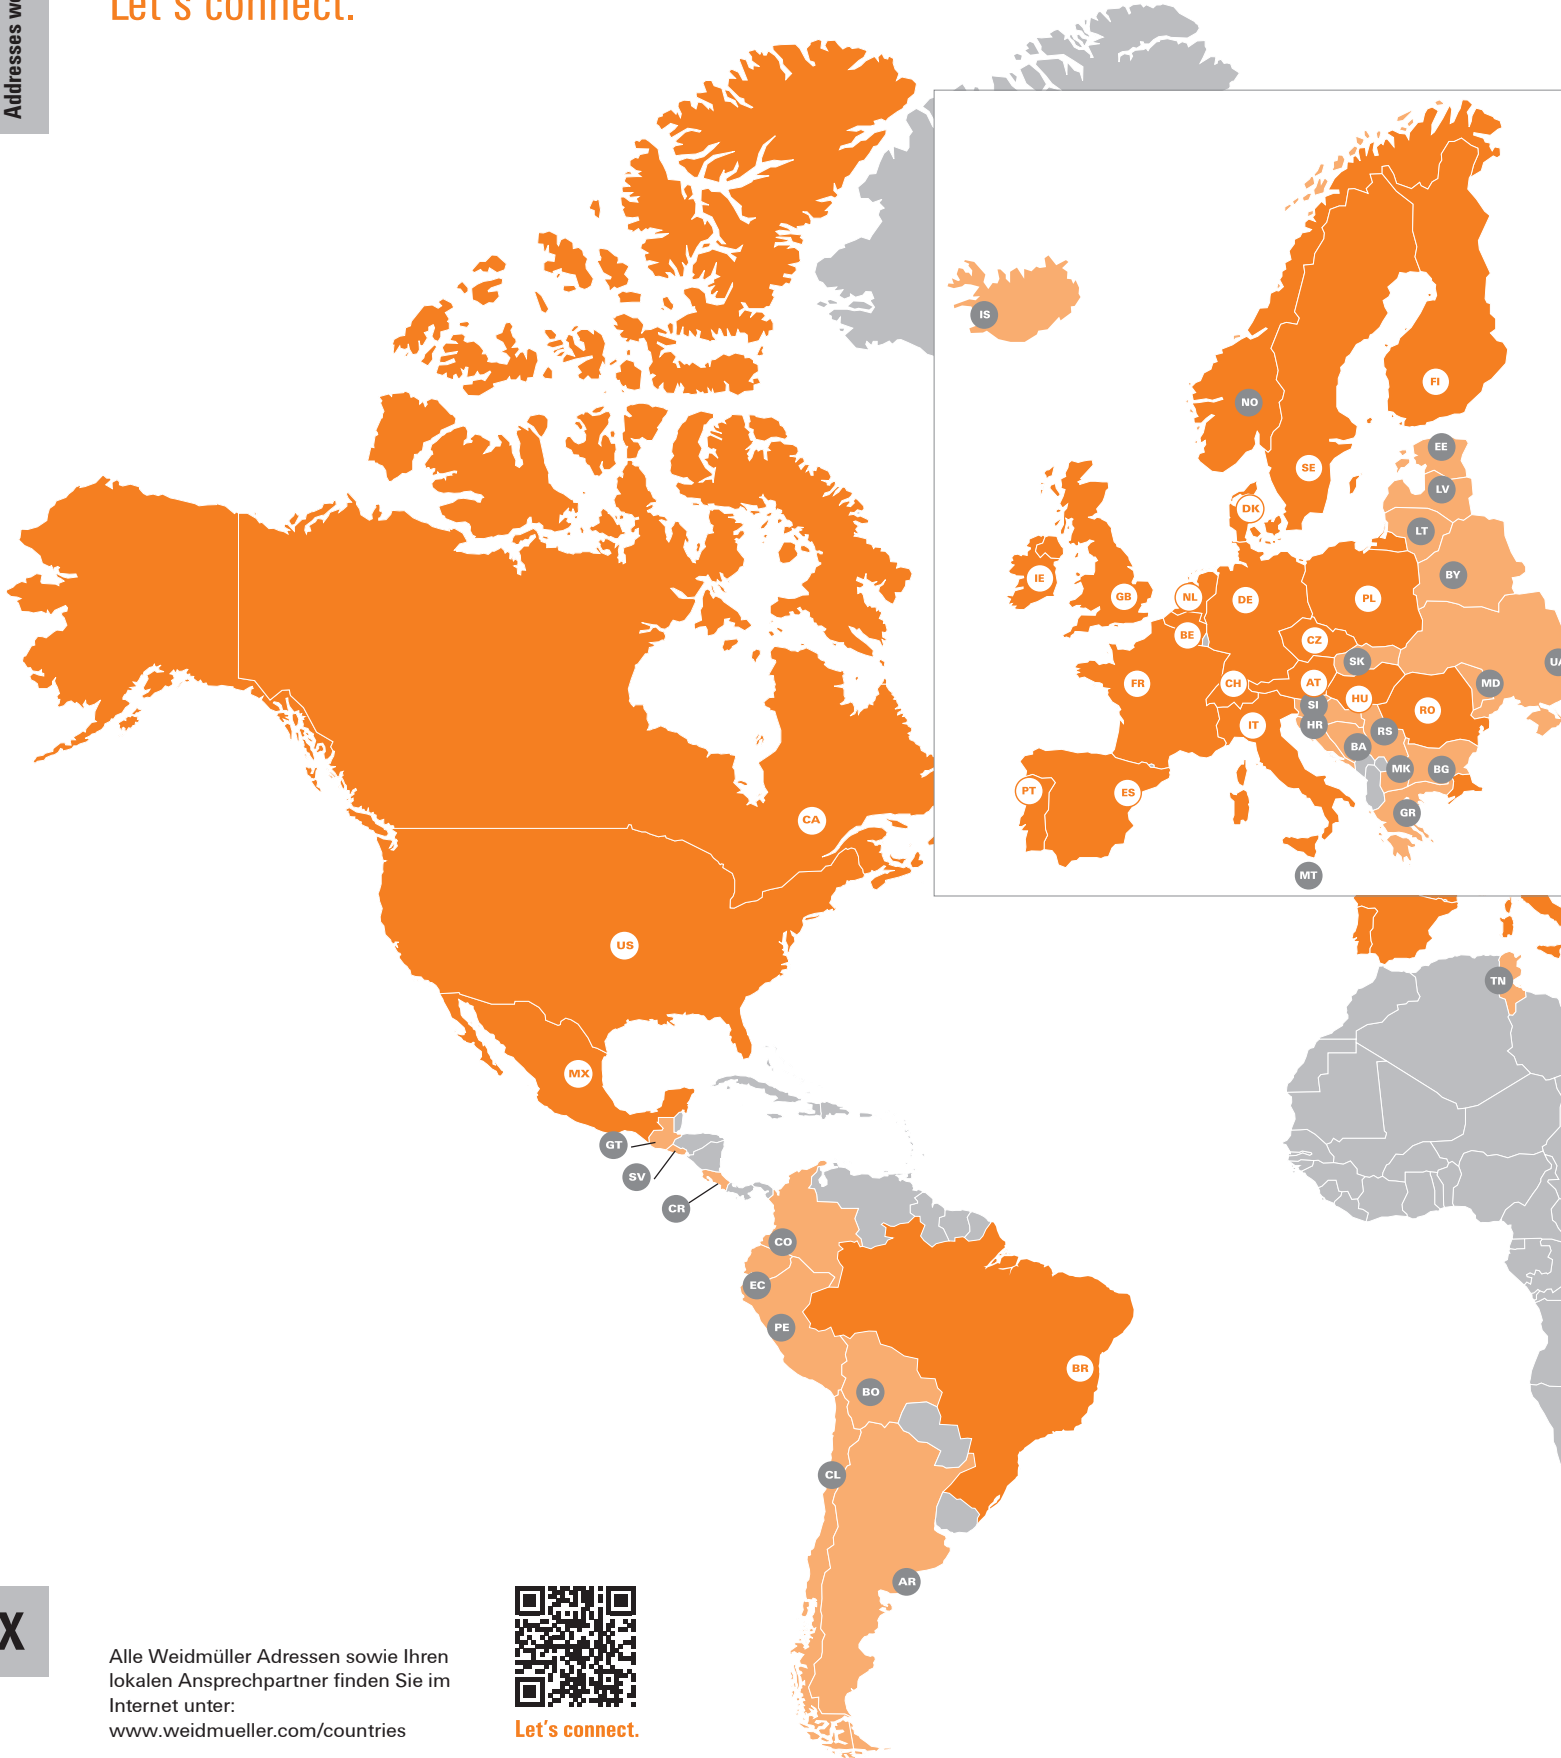 Let's connect.
Addresses
IS
NO
FI
SE
EE
LV
DK
LT
BY
IE
GB
NL
DE
PL
BE
CZ
SK
UA
FR
CH
AT
MD
SI
HU
RO
HR
IT
RS
BA
MK
BG
PT
ES
GR
MT
CA
US
TN
MX
GT
SV
CR
CO
EC
PE
BR
BO
CL
AR
X
Alle Weidmüller Adressen sowie Ihren
lokalen Ansprechpartner finden Sie im
Internet unter:
www.weidmueller.com/countries
Let's connect.